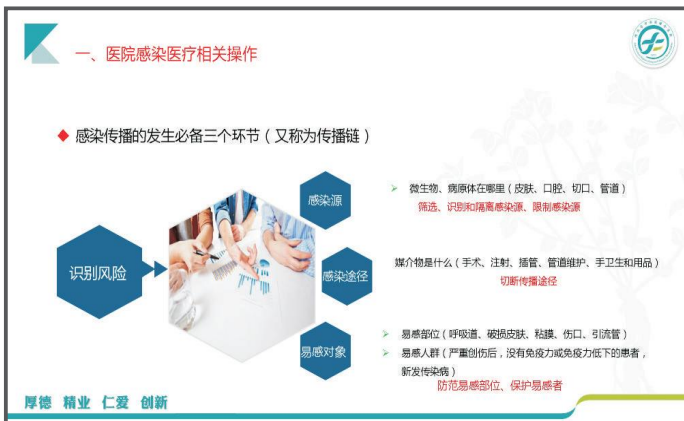 一、医院感染医疗相关操作
◆ 感染传播的发生必备三个环节（又称为传播链）
识别风险
感染源
➢ 微生物、病原体在哪里（皮肤、口腔、切口、管道）
筛选、识别和隔离感染源、限制感染源
感染途径
媒介物是什么（手术、注射、插管、管道维护、手卫生和用品）
切断传播途径
易感对象
➢ 易感部位（呼吸道、破损皮肤、粘膜、伤口、引流管）
➢ 易感人群（严重创伤后，没有免疫力或免疫力低下的患者，
新发传染病）
防范易感部位、保护易感者
厚德 精业 仁爱 创新